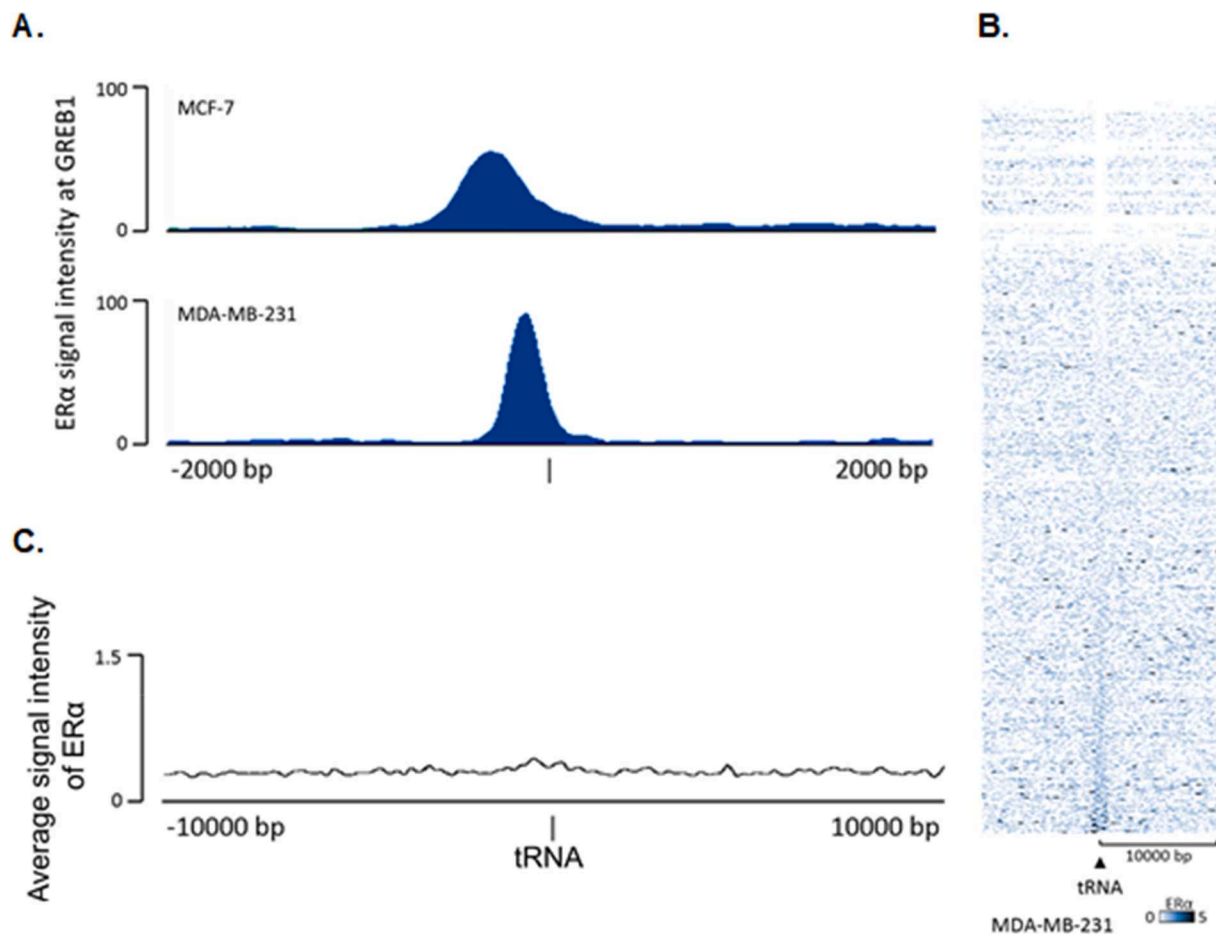 A.
ERα signal intensity at GREB1
100
MCF-7
0
100
MDA-MB-231
0
-2000 bp
2000 bp
B.
10000 bp
tRNA
ERα
0
5
MDA-MB-231
C.
Average signal intensity
of ERα
1.5
0
-10000 bp
10000 bp
tRNA